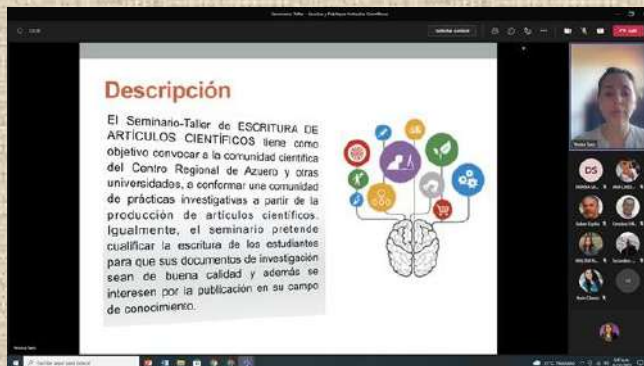 Descripción
El Seminario-Taller de ESCRITURA DE
ARTÍCULOS CIENTÍFICOS tiene como
objetivo convocar a la comunidad científica
del Centro Regional de Azuero y otras
universidades, a conformar una comunidad
de prácticas investigativas a partir de la
producción de artículos científicos.
Igualmente, el seminario pretende
cualificar la escritura de los estudiantes
para que sus documentos de investigación
sean de buena calidad y además se
interesen por la publicación en su campo
de conocimiento.
DS